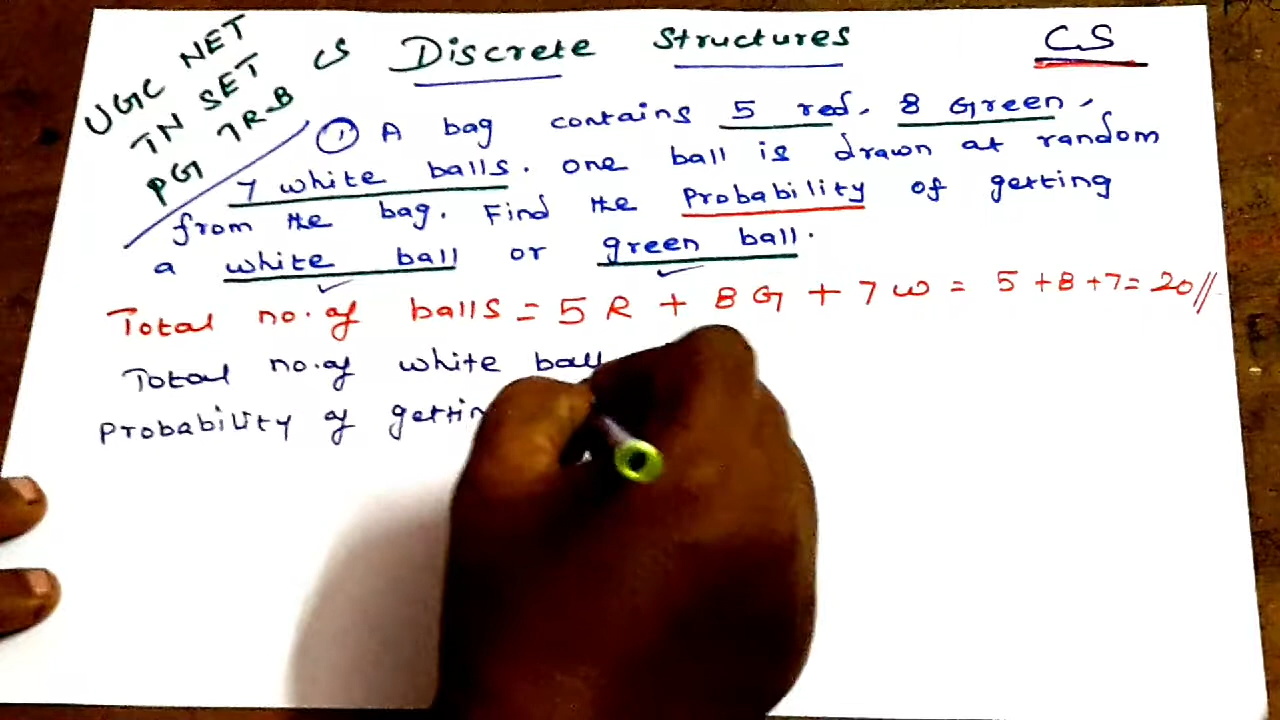 UGC NET CS
TN SET
PG TRB
Discrete Structures CS
① A bag contains 5 red, 8 Green,
7 white balls. One ball is drawn at random
from the bag. Find the Probability of getting
a white ball or green ball.
Total no. of balls = 5 R + 8 G + 7 W = 5 + 8 + 7 = 20//
Total no. of white ball
Probability of gettin